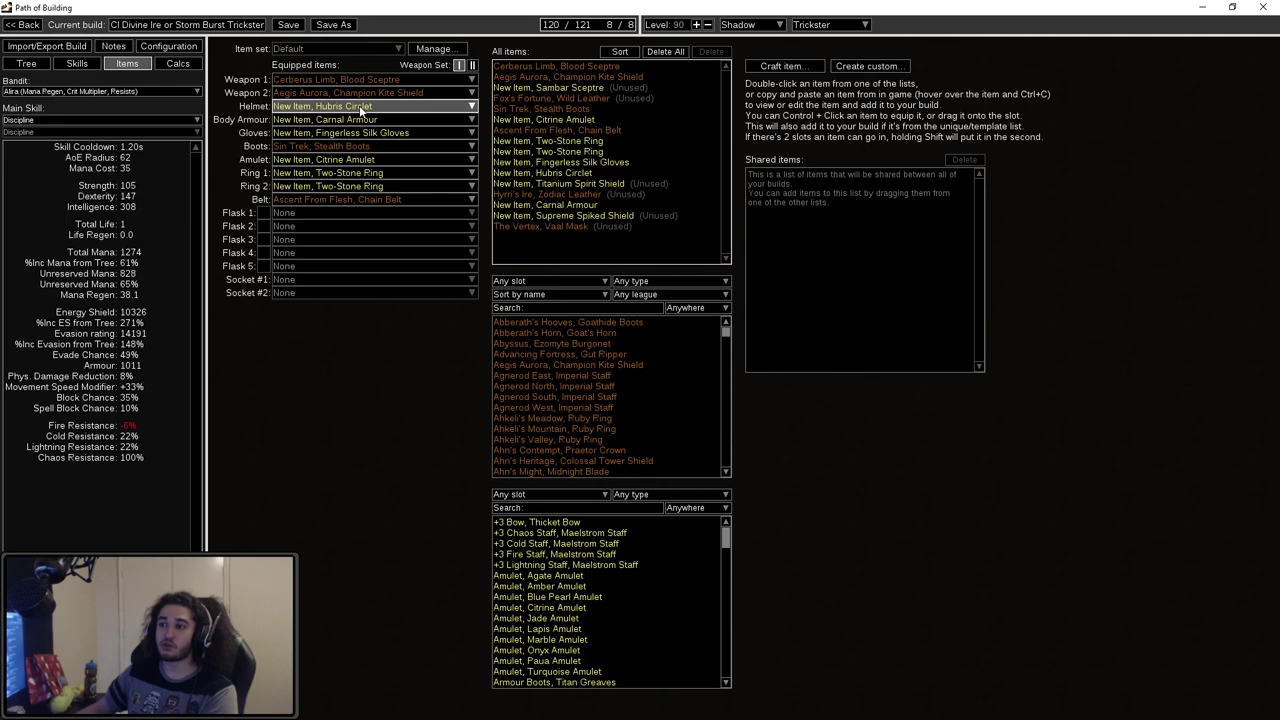 Path of Building
<< Back
Current build:
CI Divine Ire or Storm Burst Trickster
Save
Save As
120 / 121 8 / 8
Level: 90
+
-
Shadow
Trickster
Import/Export Build
Notes
Configuration
Tree
Skills
Items
Calcs
Bandit:
Alira (Mana Regen, Crit Multiplier, Resists)
Main Skill:
Discipline
Discipline
Skill Cooldown: 1.20s
AoE Radius: 62
Mana Cost: 35
Strength: 105
Dexterity: 147
Intelligence: 308
Total Life: 1
Life Regen: 0.0
Total Mana: 1274
%Inc Mana from Tree: 61%
Unreserved Mana: 828
Unreserved Mana: 65%
Mana Regen: 38.1
Energy Shield: 10326
%Inc ES from Tree: 271%
Evasion rating: 14191
%Inc Evasion from Tree: 148%
Evade Chance: 49%
Armour: 1011
Phys. Damage Reduction: 8%
Movement Speed Modifier: +33%
Block Chance: 35%
Spell Block Chance: 10%
Fire Resistance: -6%
Cold Resistance: 22%
Lightning Resistance: 22%
Chaos Resistance: 100%
Item set: Default
Manage...
Equipped items:
Weapon Set: I II
Weapon 1: Cerberus Limb, Blood Sceptre
Weapon 2: Aegis Aurora, Champion Kite Shield
Helmet: New Item, Hubris Circlet
Body Armour: New Item, Carnal Armour
Gloves: New Item, Fingerless Silk Gloves
Boots: Sin Trek, Stealth Boots
Amulet: New Item, Citrine Amulet
Ring 1: New Item, Two-Stone Ring
Ring 2: New Item, Two-Stone Ring
Belt: Ascent From Flesh, Chain Belt
Flask 1: None
Flask 2: None
Flask 3: None
Flask 4: None
Flask 5: None
Socket #1: None
Socket #2: None
All items:
Sort
Delete All
Delete
Cerberus Limb, Blood Sceptre
Aegis Aurora, Champion Kite Shield
New Item, Sambar Sceptre (Unused)
Fox's Fortune, Wild Leather (Unused)
Sin Trek, Stealth Boots
New Item, Citrine Amulet
Ascent From Flesh, Chain Belt
New Item, Two-Stone Ring
New Item, Two-Stone Ring
New Item, Fingerless Silk Gloves
New Item, Hubris Circlet
New Item, Titanium Spirit Shield (Unused)
Hyrri's Ire, Zodiac Leather (Unused)
New Item, Carnal Armour
New Item, Supreme Spiked Shield (Unused)
The Vertex, Vaal Mask (Unused)
Any slot
Any type
Sort by name
Any league
Search:
Anywhere
Abberath's Hooves, Goathide Boots
Abberath's Horn, Goat's Horn
Abyssus, Ezomyte Burgonet
Advancing Fortress, Gut Ripper
Aegis Aurora, Champion Kite Shield
Agnerod East, Imperial Staff
Agnerod North, Imperial Staff
Agnerod South, Imperial Staff
Agnerod West, Imperial Staff
Ahkeli's Meadow, Ruby Ring
Ahkeli's Mountain, Ruby Ring
Ahkeli's Valley, Ruby Ring
Ahn's Contempt, Praetor Crown
Ahn's Heritage, Colossal Tower Shield
Ahn's Might, Midnight Blade
Any slot
Any type
Search:
Anywhere
+3 Bow, Thicket Bow
+3 Chaos Staff, Maelstrom Staff
+3 Cold Staff, Maelstrom Staff
+3 Fire Staff, Maelstrom Staff
+3 Lightning Staff, Maelstrom Staff
Amulet, Agate Amulet
Amulet, Amber Amulet
Amulet, Blue Pearl Amulet
Amulet, Citrine Amulet
Amulet, Jade Amulet
Amulet, Lapis Amulet
Amulet, Marble Amulet
Amulet, Onyx Amulet
Amulet, Paua Amulet
Amulet, Turquoise Amulet
Armour Boots, Titan Greaves
Craft item...
Create custom...
Double-click an item from one of the lists,
or copy and paste an item from in game (hover over the item and Ctrl+C)
to view or edit the item and add it to your build.
You can Control + Click an item to equip it, or drag it onto the slot.
This will also add it to your build if it's from the unique/template list.
If there's 2 slots an item can go in, holding Shift will put it in the second.
Shared items:
Delete
This is a list of items that will be shared between all of
your builds.
You can add items to this list by dragging them from
one of the other lists.